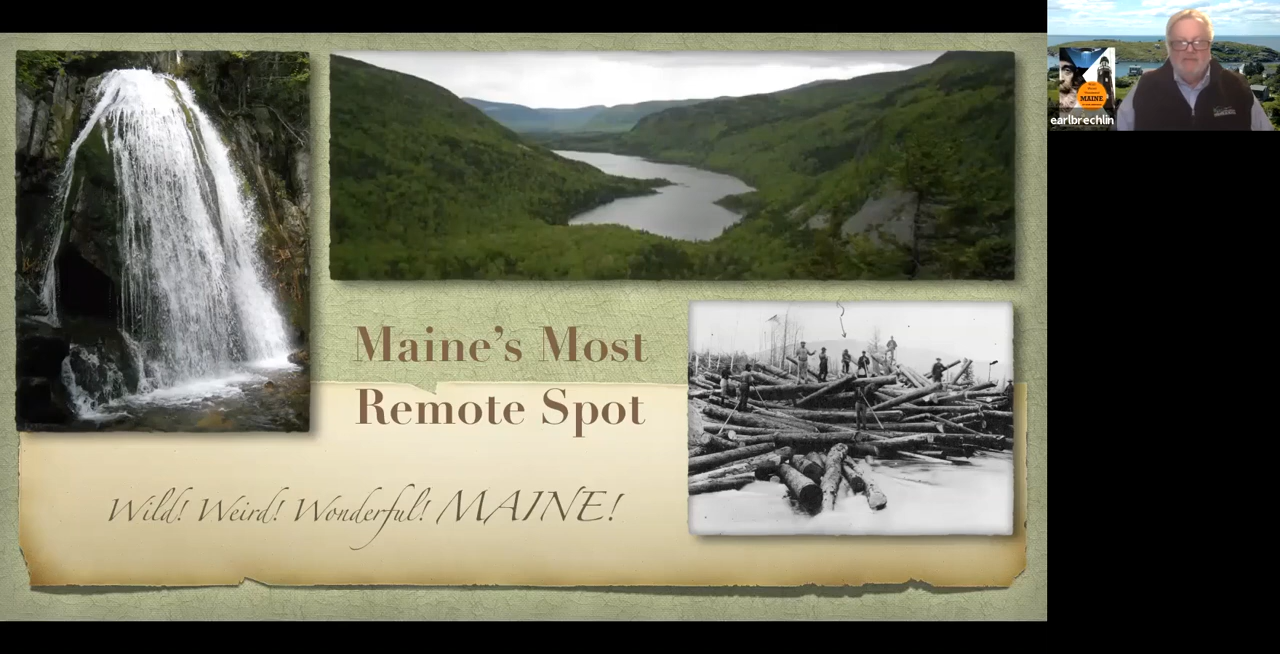 Maine's Most
Remote Spot
Wild! Weird! Wonderful! MAINE!
MAINE
earlbrechlin